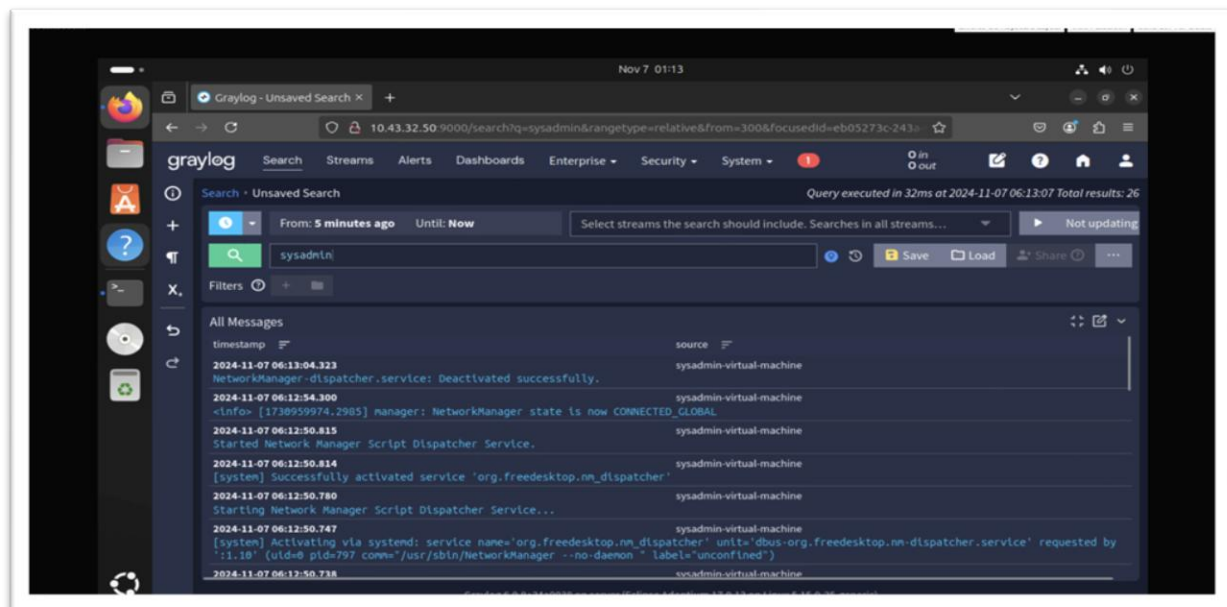 Nov 7 01:13
Graylog - Unsaved Search × +
10.43.32.50:9000/search?q=sysadmin&rangetype=relative&from=300&focusedId=eb05273c-243
graylog Search Streams Alerts Dashboards Enterprise Security System 1 0 in
0 out
Search Unsaved Search Query executed in 32ms at 2024-11-07 06:13:07 Total results: 26
From: 5 minutes ago Until: Now Select streams the search should include. Searches in all streams... Not updating
sysadmin Save Load Share ...
Filters
All Messages
timestamp source
2024-11-07 06:13:04.323 sysadmin-virtual-machine
NetworkManager-dispatcher.service: Deactivated successfully.
2024-11-07 06:12:54.300 sysadmin-virtual-machine
<info> [1730959974.2985] manager: NetworkManager state is now CONNECTED_GLOBAL
2024-11-07 06:12:50.815 sysadmin-virtual-machine
Started Network Manager Script Dispatcher Service.
2024-11-07 06:12:50.814 sysadmin-virtual-machine
[system] Successfully activated service 'org.freedesktop.nm_dispatcher'
2024-11-07 06:12:50.780 sysadmin-virtual-machine
Starting Network Manager Script Dispatcher Service...
2024-11-07 06:12:50.747 sysadmin-virtual-machine
[system] Activating via systemd: service name='org.freedesktop.nm_dispatcher' unit='dbus-org.freedesktop.nm-dispatcher.service' requested by
':1.10' (uid=0 pid=797 comm="/usr/sbin/NetworkManager --no-daemon " label="unconfined")
2024-11-07 06:12:50.738 sysadmin-virtual-machine